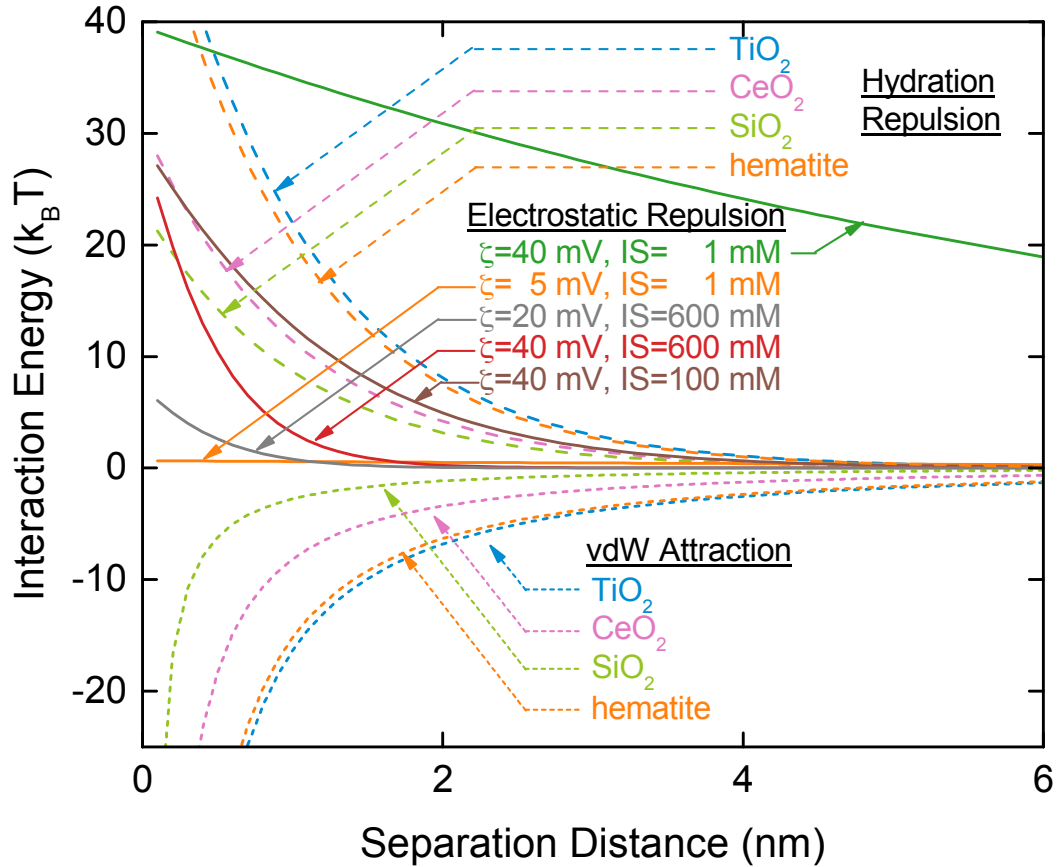 40
30
20
10
0
-10
-20
0
2
4
6
Interaction Energy (k_BT)
Separation Distance (nm)
TiO₂
CeO₂
SiO₂
hematite
Hydration
Repulsion
Electrostatic Repulsion
ζ=40 mV, IS= 1 mM
ζ= 5 mV, IS= 1 mM
ζ=20 mV, IS=600 mM
ζ=40 mV, IS=600 mM
ζ=40 mV, IS=100 mM
vdW Attraction
TiO₂
CeO₂
SiO₂
hematite